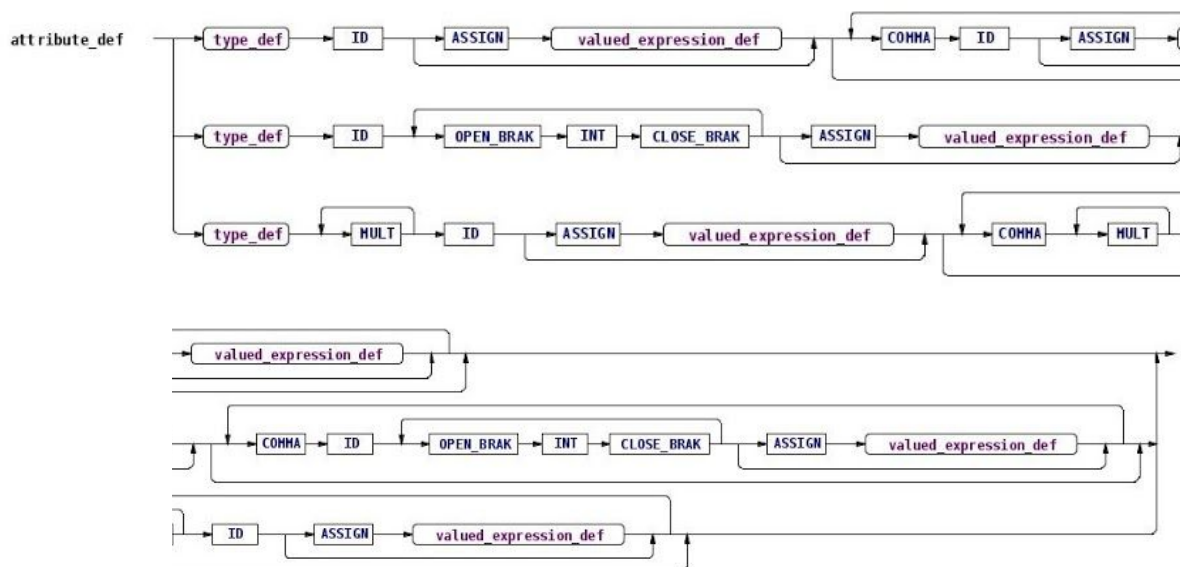 attribute_def type_def ID ASSIGN valued_expression_def COMMA ID ASSIGN
type_def ID OPEN_BRAK INT CLOSE_BRAK ASSIGN valued_expression_def
type_def MULT ID ASSIGN valued_expression_def COMMA MULT
valued_expression_def
COMMA ID OPEN_BRAK INT CLOSE_BRAK ASSIGN valued_expression_def
ID ASSIGN valued_expression_def